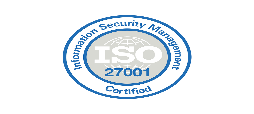 Information Security Management
ISO
27001
Certified